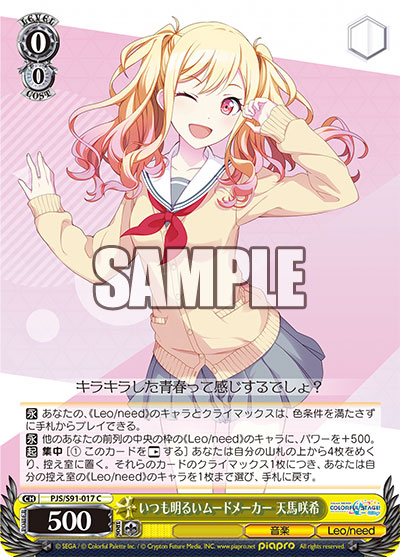 LEVEL
0
0
COST
SAMPLE
キラキラした青春って感じするでしょ？
永 あなたの、《Leo/need》のキャラとクライマックスは、色条件を満たさずに手札からプレイできる。
永 他のあなたの前列の中央の枠の《Leo/need》のキャラに、パワーを＋500。
起 集中 [① このカードを する] あなたは自分の山札の上から4枚をめくり、控え室に置く。それらのカードのクライマックス1枚につき、あなたは自分の控え室の《Leo/need》のキャラを1枚まで選び、手札に戻す。
CH PJS/S91-017 C
いつも明るいムードメーカー 天馬咲希
500
音楽
Leo/need
© SEGA / © Colorful Palette Inc. / © Crypton Future Media, INC. www.piapro.net piapro All rights reserved.